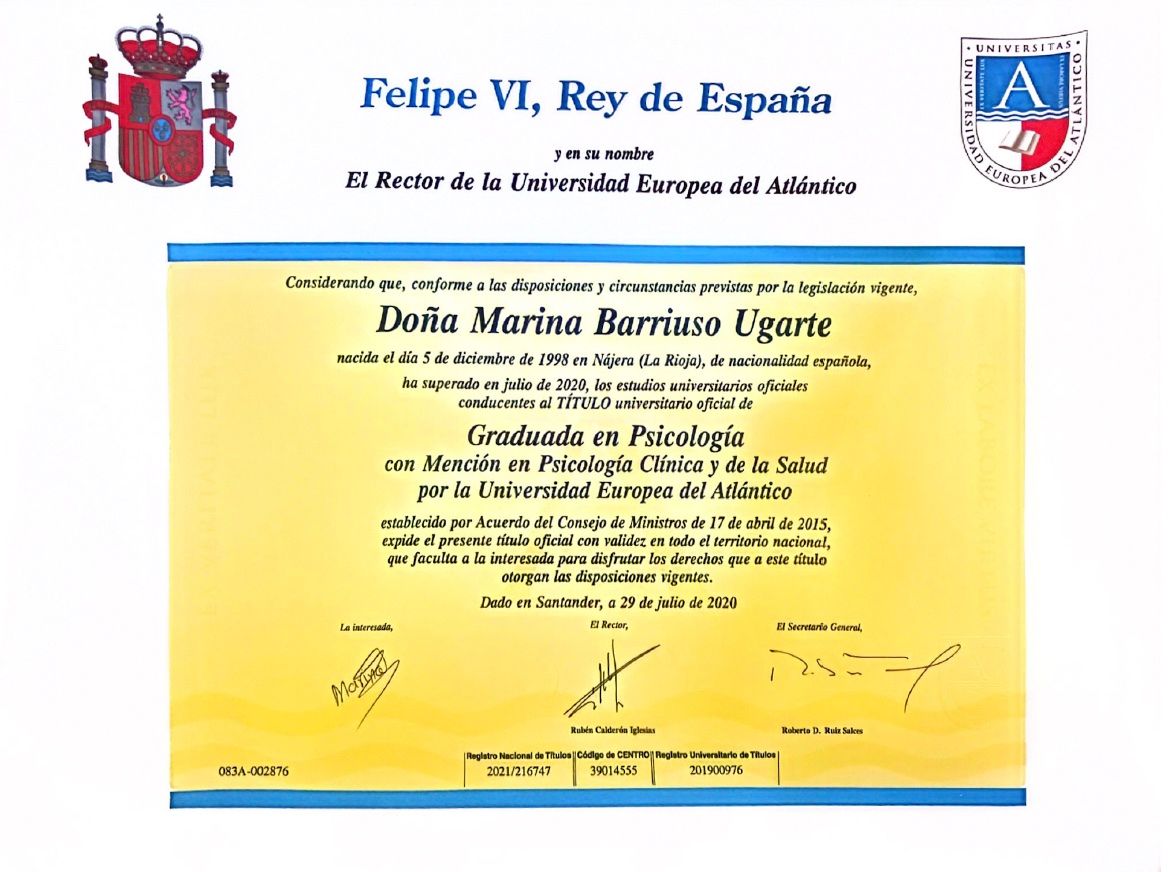 Felipe VI, Rey de España
y en su nombre
El Rector de la Universidad Europea del Atlántico
· UNIVERSITAS ·
UNIVERSIDAD EUROPEA DEL ATLÁNTICO
A
Considerando que, conforme a las disposiciones y circunstancias previstas por la legislación vigente,
Doña Marina Barriuso Ugarte
nacida el día 5 de diciembre de 1998 en Nájera (La Rioja), de nacionalidad española,
ha superado en julio de 2020, los estudios universitarios oficiales
conducentes al TÍTULO universitario oficial de
Graduada en Psicología
con Mención en Psicología Clínica y de la Salud
por la Universidad Europea del Atlántico
establecido por Acuerdo del Consejo de Ministros de 17 de abril de 2015,
expide el presente título oficial con validez en todo el territorio nacional,
que faculta a la interesada para disfrutar los derechos que a este título
otorgan las disposiciones vigentes.
Dado en Santander, a 29 de julio de 2020
La interesada, El Rector, El Secretario General,
Marina
Rubén Calderón Iglesias Roberto D. Ruiz Salces
Registro Nacional de Títulos Código de CENTRO Registro Universitario de Títulos
083A-002876 2021/216747 39014555 201900976